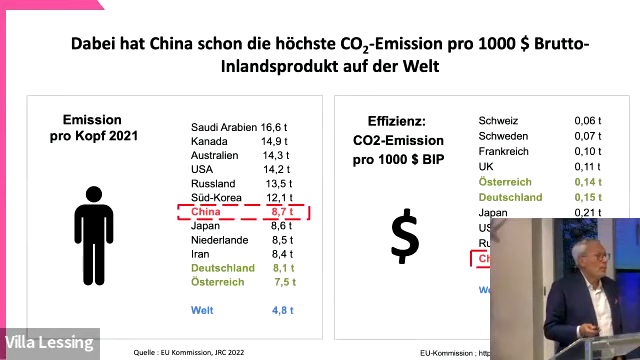 Dabei hat China schon die höchste CO₂-Emission pro 1000 $ Brutto-
Inlandsprodukt auf der Welt
Emission
pro Kopf 2021
Saudi Arabien 16,6 t
Kanada 14,9 t
Australien 14,3 t
USA 14,2 t
Russland 13,5 t
Süd-Korea 12,1 t
China 8,7 t
Japan 8,6 t
Niederlande 8,5 t
Iran 8,4 t
Deutschland 8,1 t
Österreich 7,5 t
Welt 4,8 t
Effizienz:
CO2-Emission
pro 1000 $ BIP
$
Schweiz 0,06 t
Schweden 0,07 t
Frankreich 0,10 t
UK 0,11 t
Österreich 0,14 t
Deutschland 0,15 t
Japan 0,21 t
US
Ru
Ch
We
Villa Lessing
Quelle : EU Kommission, JRC 2022
EU-Kommission ; http